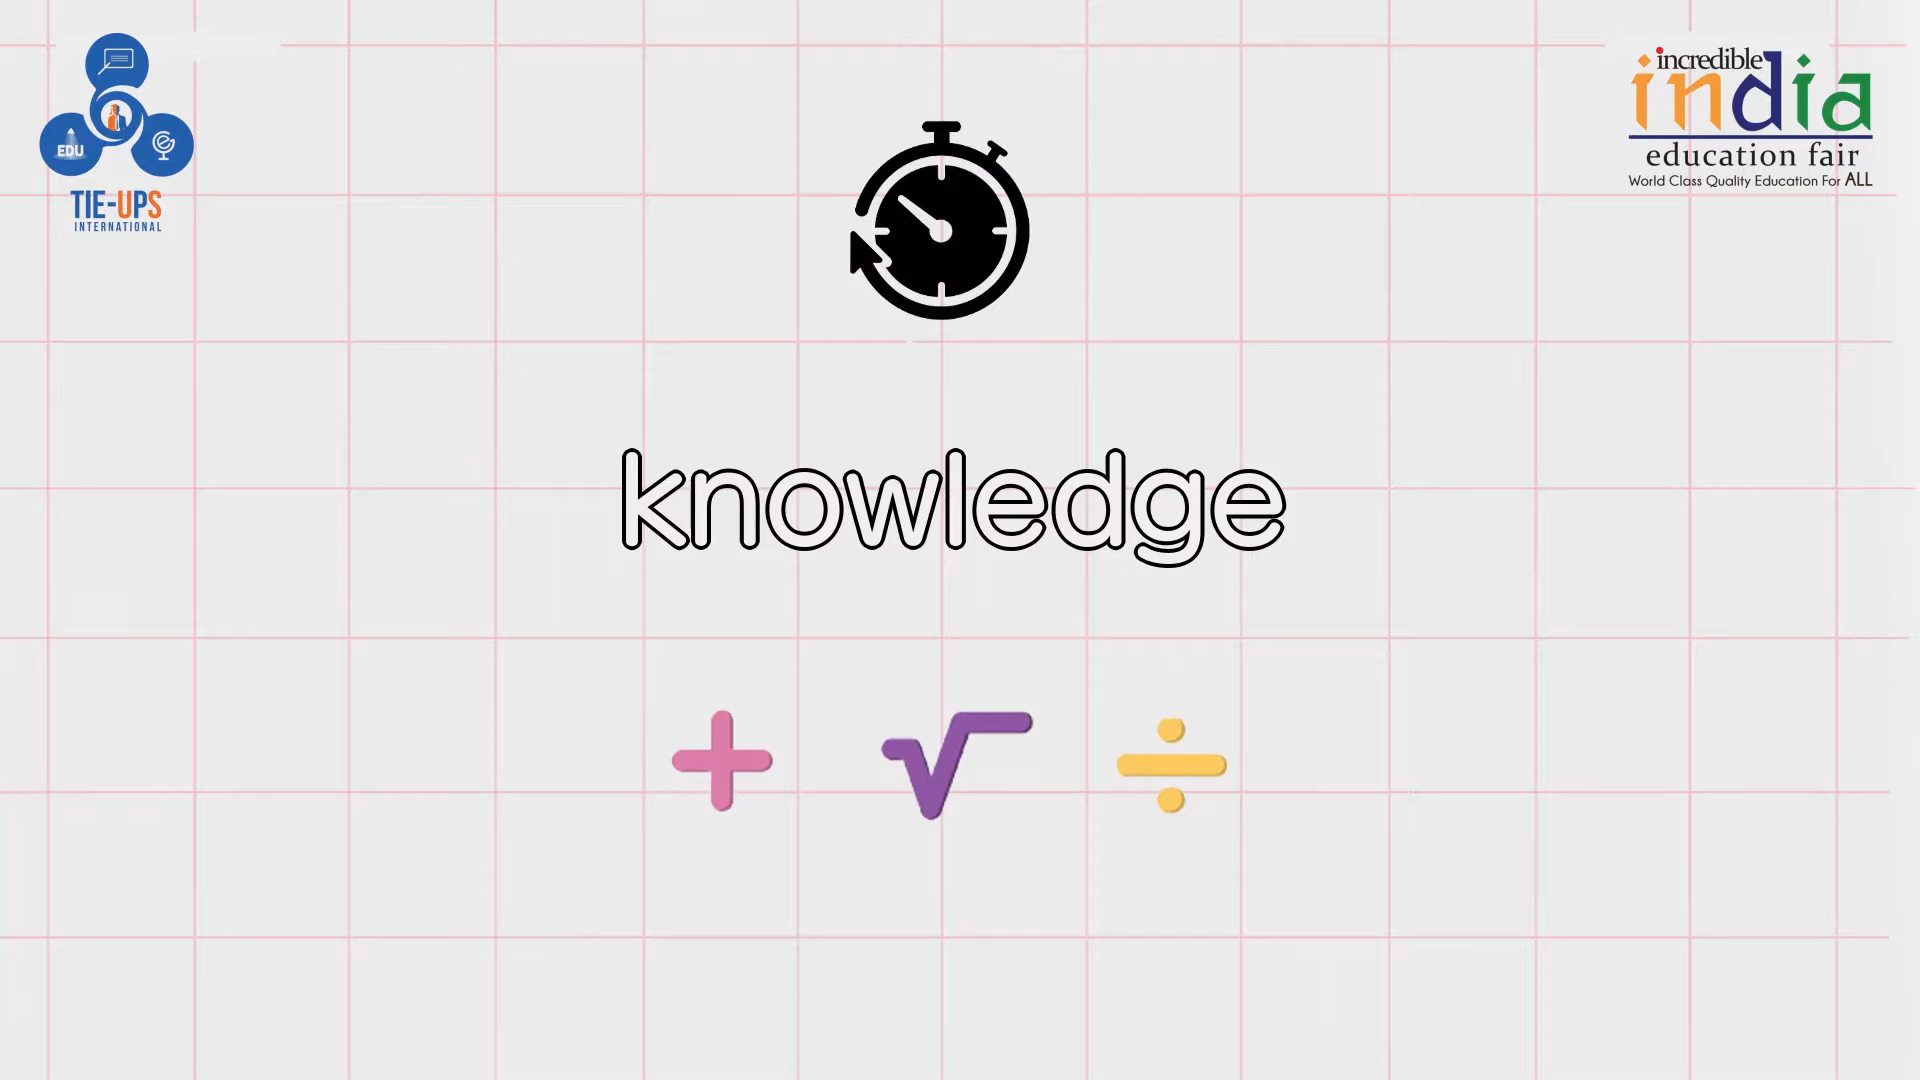 EDU
TIE-UPS
INTERNATIONAL
incredible
india
education fair
World Class Quality Education For ALL
knowledge
+ √ ÷